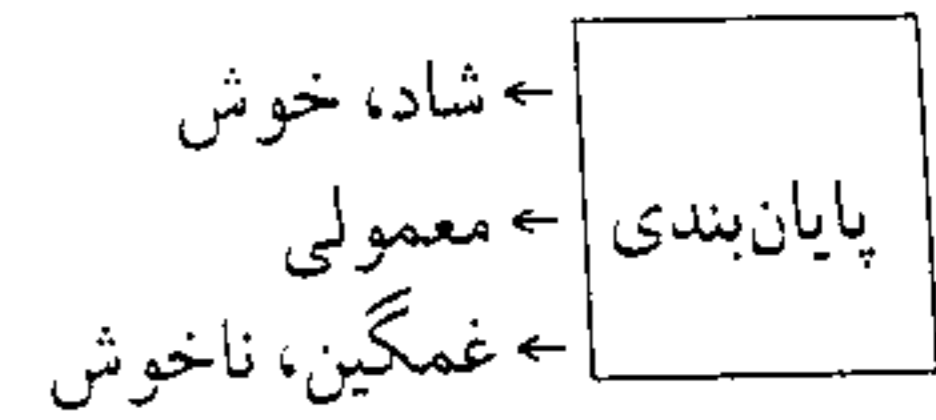 پایان‌بندی
← شاد، خوش
← معمولی
← غمگین، ناخوش